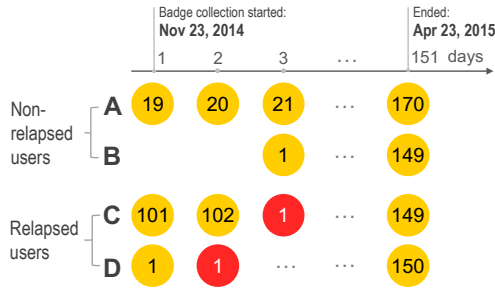 Badge collection started:
Nov 23, 2014
Ended:
Apr 23, 2015
1 2 3 ... 151 days
Non-
relapsed
users
A 19 20 21 ... 170
B 1 ... 149
Relapsed
users
C 101 102 1 ... 149
D 1 1 ... ... 150